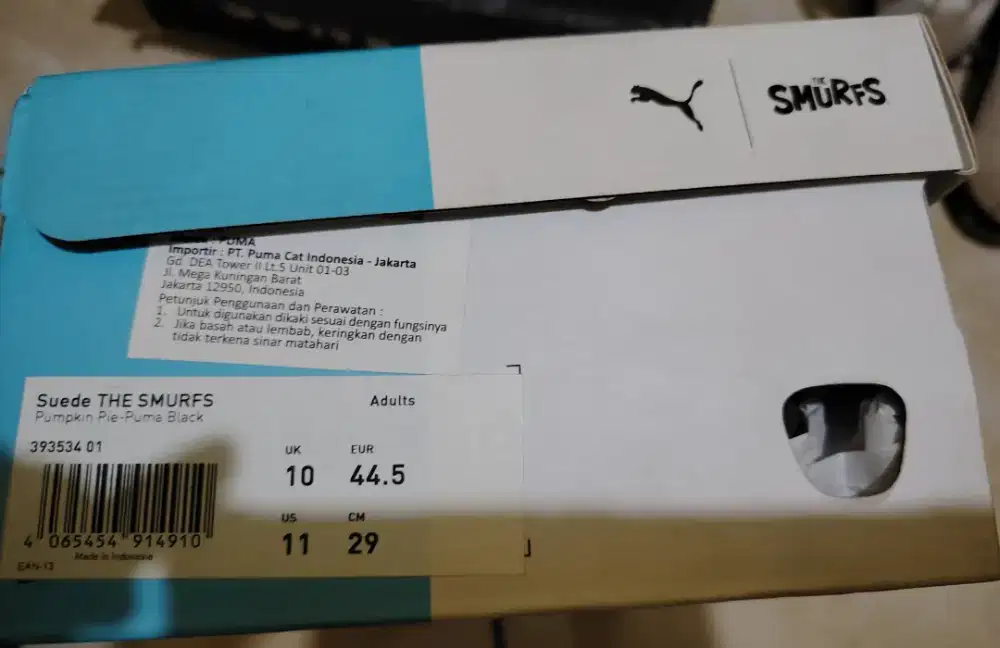 THE
SMURFS
: PUMA
Importir : PT. Puma Cat Indonesia - Jakarta
Gd. DEA Tower II Lt.5 Unit 01-03
Jl. Mega Kuningan Barat
Jakarta 12950, Indonesia
Petunjuk Penggunaan dan Perawatan :
1. Untuk digunakan dikaki sesuai dengan fungsinya
2. Jika basah atau lembab, keringkan dengan
tidak terkena sinar matahari
Suede THE SMURFS
Adults
Pumpkin Pie-Puma Black
393534 01
UK
EUR
10
44.5
US
CM
11
29
4 065454 914910
Made in Indonesia
EAN-13